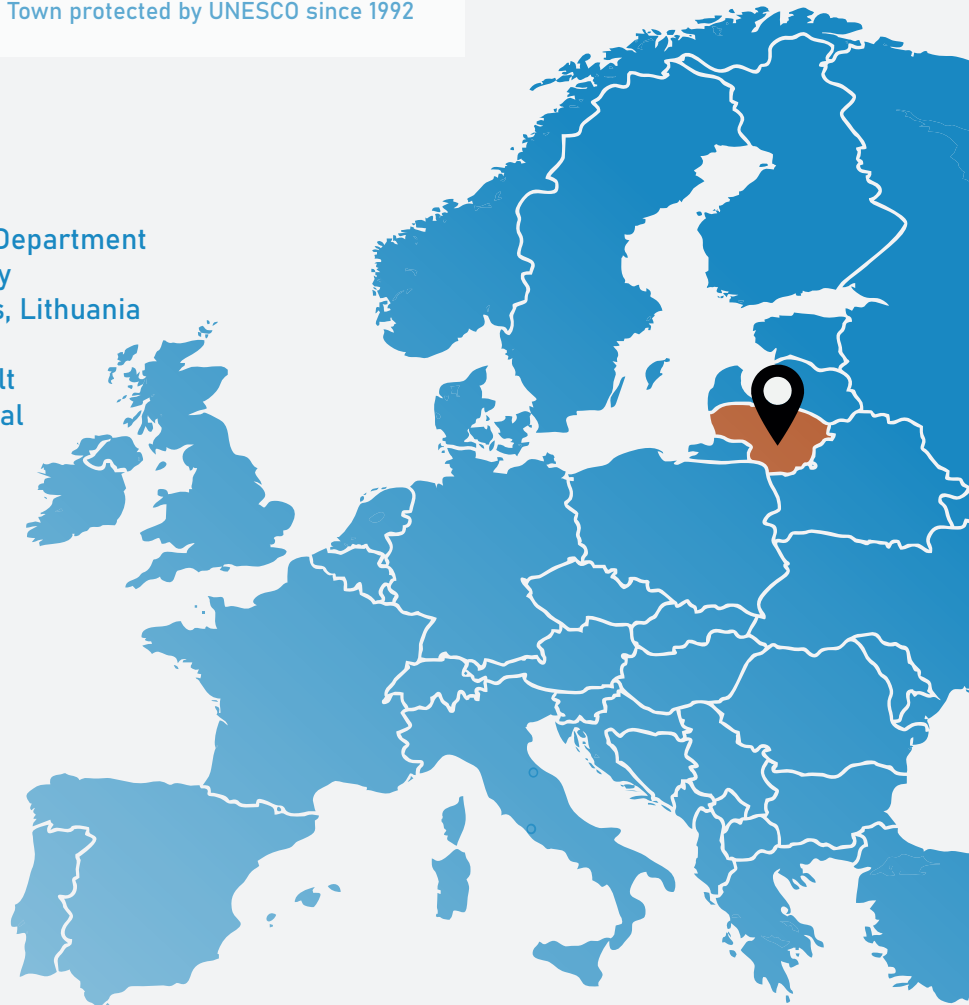 Town protected by UNESCO since 1992
Department
y
s, Lithuania
lt
al